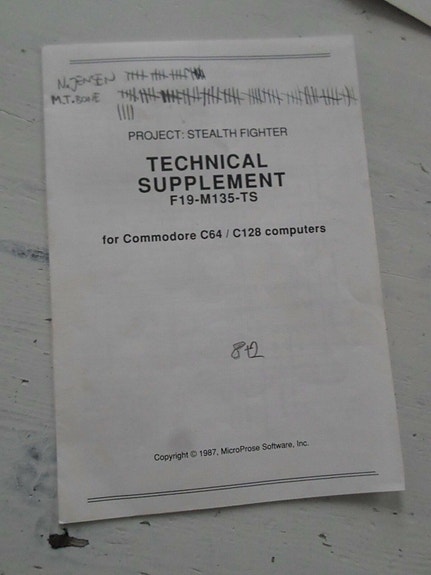 N. JENSEN
M.T. BONE
PROJECT: STEALTH FIGHTER
TECHNICAL
SUPPLEMENT
F19-M135-TS
for Commodore C64 / C128 computers
8+2
Copyright © 1987, MicroProse Software, Inc.